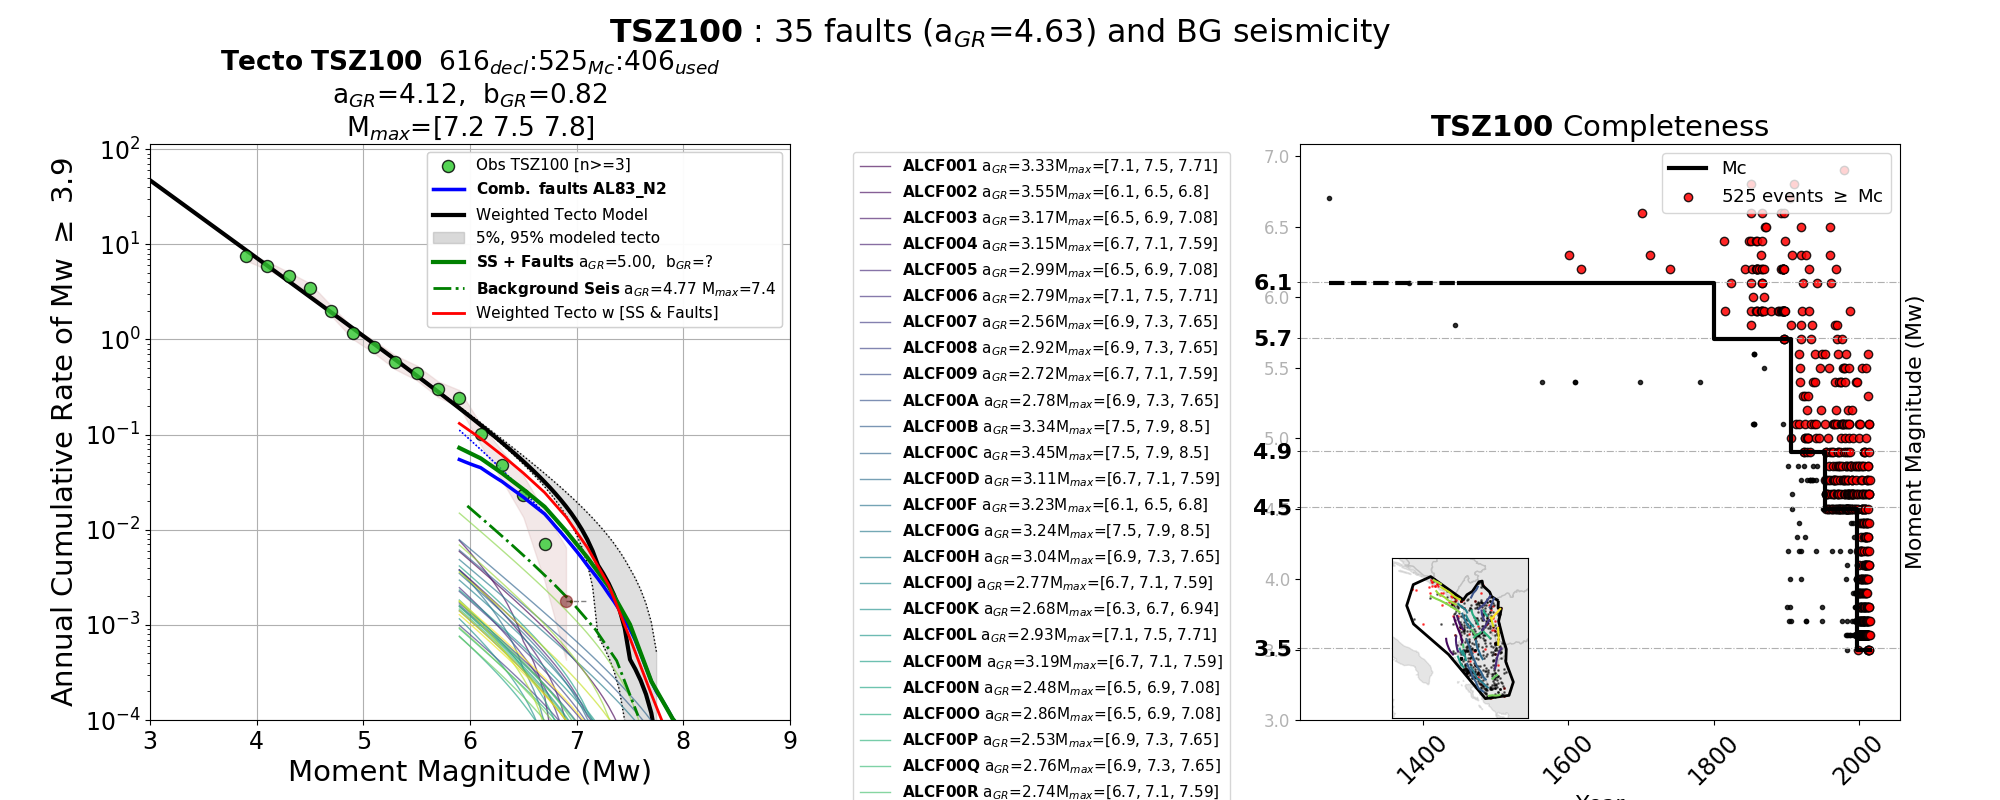 TSZ100 : 35 faults (aGR=4.63) and BG seismicity
Tecto TSZ100 616decl:525Mc:406used
aGR=4.12, bGR=0.82
Mmax=[7.2 7.5 7.8]
Annual Cumulative Rate of Mw ≥ 3.9
10²
10¹
10⁰
10⁻¹
10⁻²
10⁻³
10⁻⁴
3 4 5 6 7 8 9
Moment Magnitude (Mw)
Obs TSZ100 [n>=3]
Comb. faults AL83_N2
Weighted Tecto Model
5%, 95% modeled tecto
SS + Faults aGR=5.00, bGR=?
Background Seis aGR=4.77 Mmax=7.4
Weighted Tecto w [SS & Faults]
ALCF001 aGR=3.33Mmax=[7.1, 7.5, 7.71]
ALCF002 aGR=3.55Mmax=[6.1, 6.5, 6.8]
ALCF003 aGR=3.17Mmax=[6.5, 6.9, 7.08]
ALCF004 aGR=3.15Mmax=[6.7, 7.1, 7.59]
ALCF005 aGR=2.99Mmax=[6.5, 6.9, 7.08]
ALCF006 aGR=2.79Mmax=[7.1, 7.5, 7.71]
ALCF007 aGR=2.56Mmax=[6.9, 7.3, 7.65]
ALCF008 aGR=2.92Mmax=[6.9, 7.3, 7.65]
ALCF009 aGR=2.72Mmax=[6.7, 7.1, 7.59]
ALCF00A aGR=2.78Mmax=[6.9, 7.3, 7.65]
ALCF00B aGR=3.34Mmax=[7.5, 7.9, 8.5]
ALCF00C aGR=3.45Mmax=[7.5, 7.9, 8.5]
ALCF00D aGR=3.11Mmax=[6.7, 7.1, 7.59]
ALCF00F aGR=3.23Mmax=[6.1, 6.5, 6.8]
ALCF00G aGR=3.24Mmax=[7.5, 7.9, 8.5]
ALCF00H aGR=3.04Mmax=[6.9, 7.3, 7.65]
ALCF00J aGR=2.77Mmax=[6.7, 7.1, 7.59]
ALCF00K aGR=2.68Mmax=[6.3, 6.7, 6.94]
ALCF00L aGR=2.93Mmax=[7.1, 7.5, 7.71]
ALCF00M aGR=3.19Mmax=[6.7, 7.1, 7.59]
ALCF00N aGR=2.48Mmax=[6.5, 6.9, 7.08]
ALCF00O aGR=2.86Mmax=[6.5, 6.9, 7.08]
ALCF00P aGR=2.53Mmax=[6.9, 7.3, 7.65]
ALCF00Q aGR=2.76Mmax=[6.9, 7.3, 7.65]
ALCF00R aGR=2.74Mmax=[6.7, 7.1, 7.59]
TSZ100 Completeness
Mc
525 events ≥ Mc
7.0
6.5
6.1
6.0
5.7
5.5
5.0
4.9
4.5
4.0
3.5
3.0
1400 1600 1800 2000
Moment Magnitude (Mw)